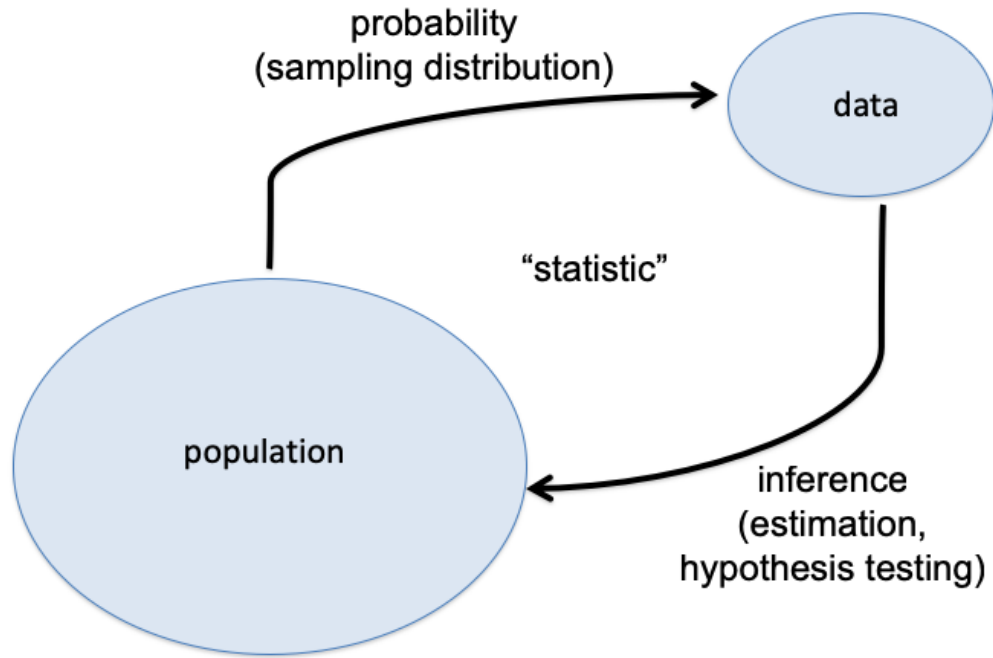 probability
(sampling distribution)
data
“statistic”
population
inference
(estimation,
hypothesis testing)